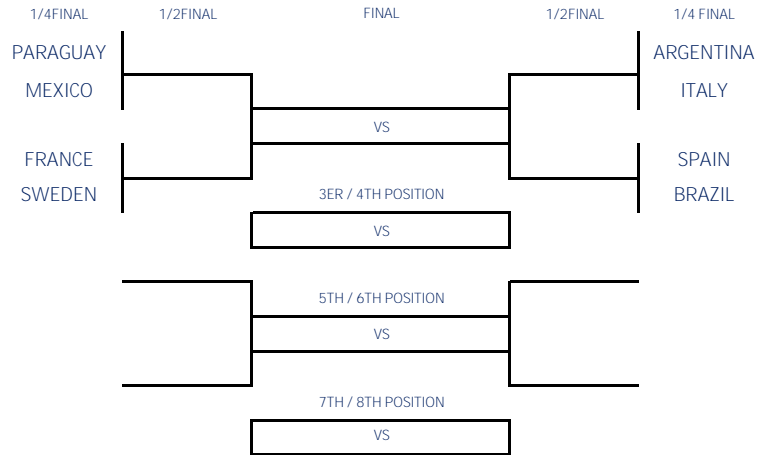 1/4FINAL 1/2FINAL FINAL 1/2FINAL 1/4 FINAL
PARAGUAY ARGENTINA
MEXICO ITALY
VS
FRANCE SPAIN
SWEDEN 3ER / 4TH POSITION BRAZIL
VS
5TH / 6TH POSITION
VS
7TH / 8TH POSITION
VS